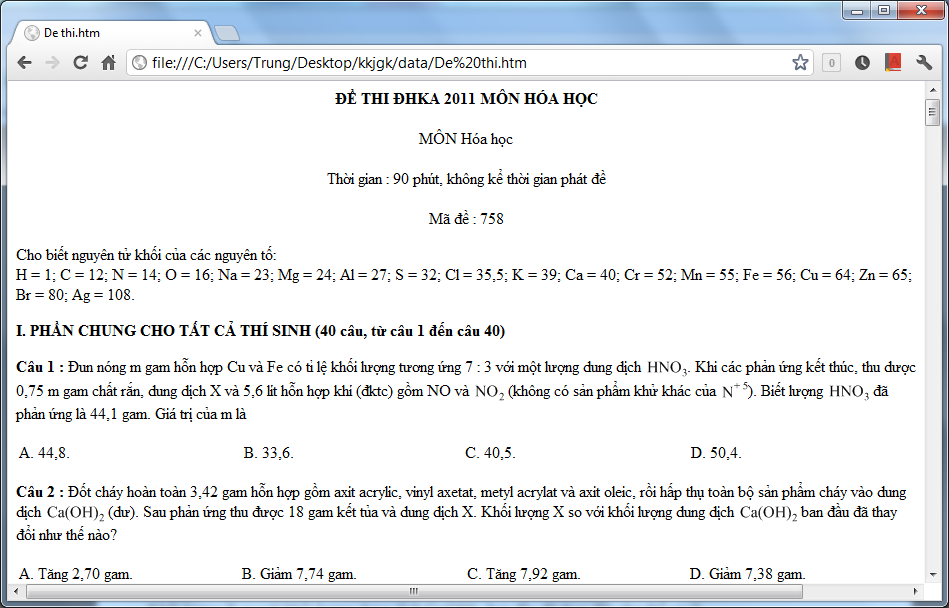 De thi.htm
file:///C:/Users/Trung/Desktop/kkjgk/data/De%20thi.htm
0
A
ĐỀ THI ĐHKA 2011 MÔN HÓA HỌC
MÔN Hóa học
Thời gian : 90 phút, không kể thời gian phát đề
Mã đề : 758
Cho biết nguyên tử khối của các nguyên tố:
H = 1; C = 12; N = 14; O = 16; Na = 23; Mg = 24; Al = 27; S = 32; Cl = 35,5; K = 39; Ca = 40; Cr = 52; Mn = 55; Fe = 56; Cu = 64; Zn = 65;
Br = 80; Ag = 108.
I. PHẦN CHUNG CHO TẤT CẢ THÍ SINH (40 câu, từ câu 1 đến câu 40)
Câu 1 : Đun nóng m gam hỗn hợp Cu và Fe có tỉ lệ khối lượng tương ứng 7 : 3 với một lượng dung dịch HNO₃. Khi các phản ứng kết thúc, thu được
0,75 m gam chất rắn, dung dịch X và 5,6 lít hỗn hợp khí (đktc) gồm NO và NO₂ (không có sản phẩm khử khác của N⁺⁵). Biết lượng HNO₃ đã
phản ứng là 44,1 gam. Giá trị của m là
A. 44,8. B. 33,6. C. 40,5. D. 50,4.
Câu 2 : Đốt cháy hoàn toàn 3,42 gam hỗn hợp gồm axit acrylic, vinyl axetat, metyl acrylat và axit oleic, rồi hấp thụ toàn bộ sản phẩm cháy vào dung
dịch Ca(OH)₂ (dư). Sau phản ứng thu được 18 gam kết tủa và dung dịch X. Khối lượng X so với khối lượng dung dịch Ca(OH)₂ ban đầu đã thay
đổi như thế nào?
A. Tăng 2,70 gam. B. Giảm 7,74 gam. C. Tăng 7,92 gam. D. Giảm 7,38 gam.